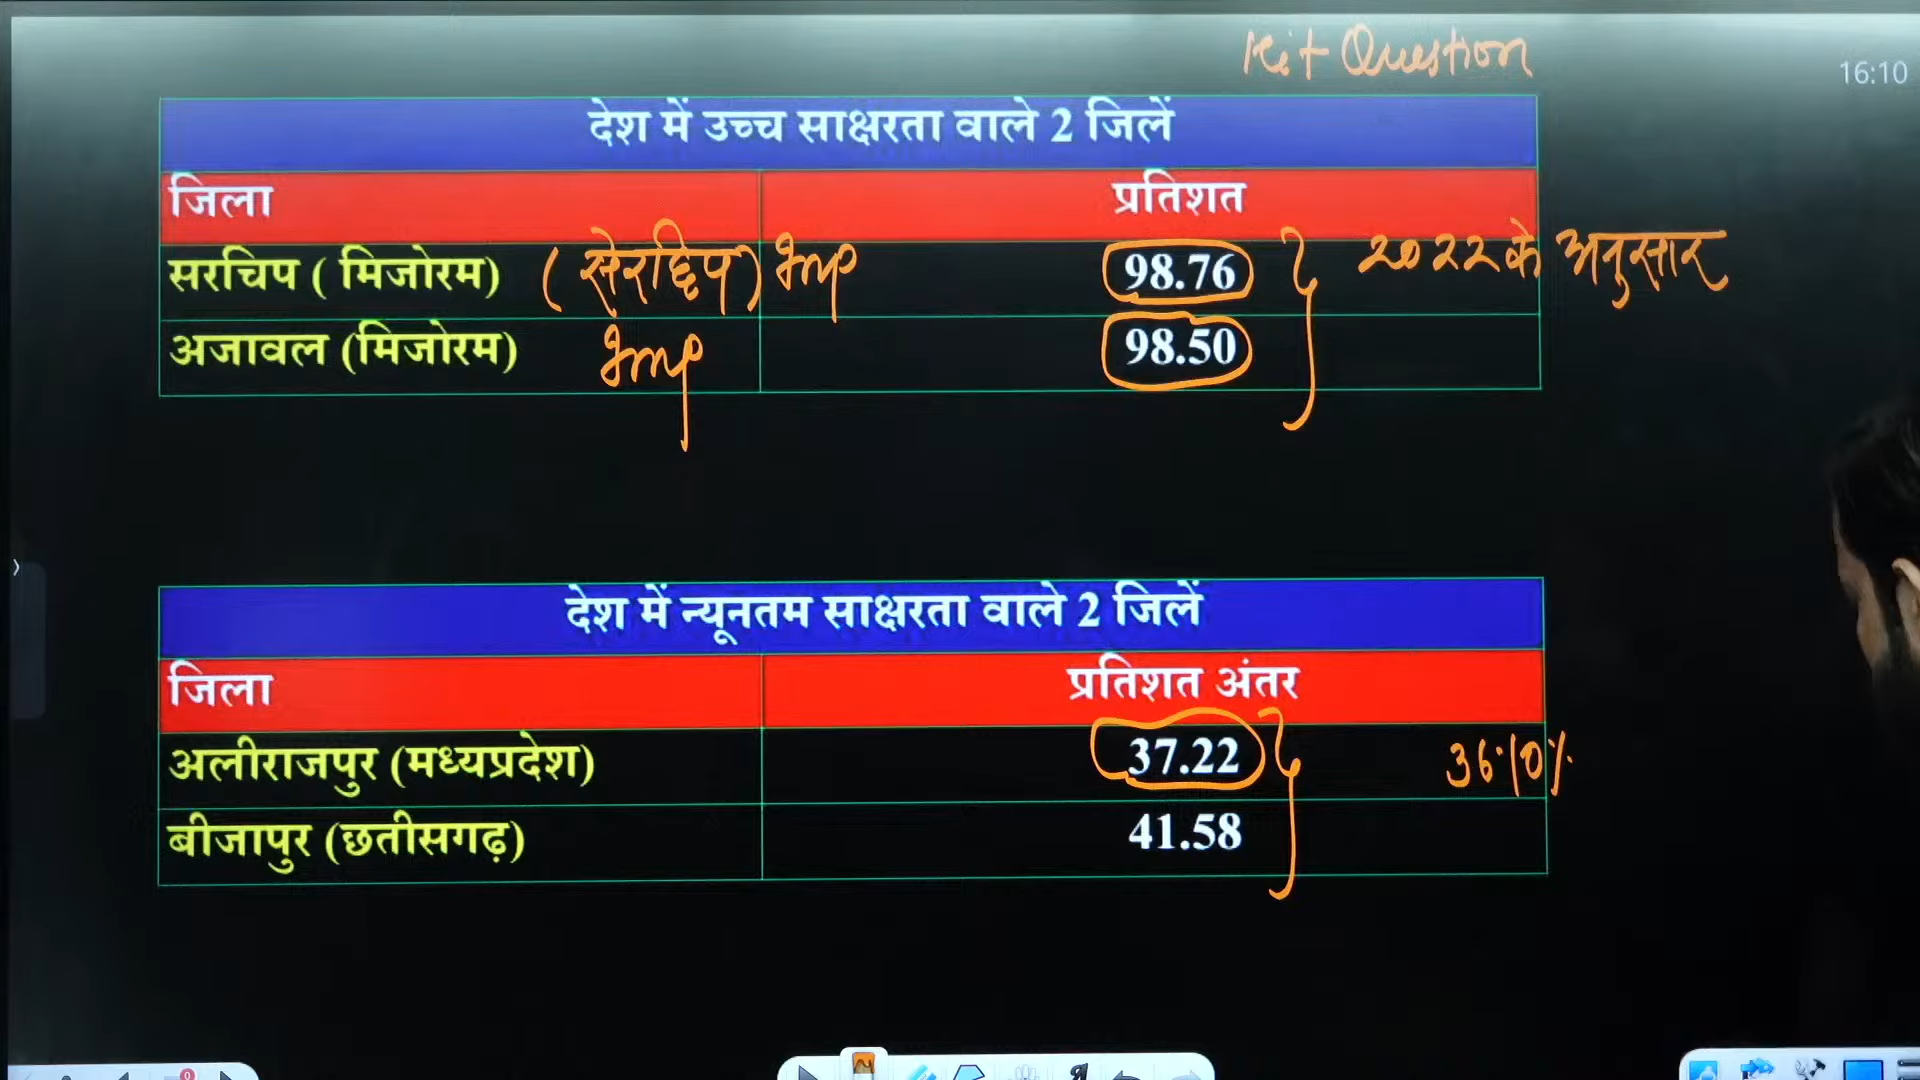 Hit Question
16:10
देश में उच्च साक्षरता वाले 2 जिलें
जिला प्रतिशत
सरचिप ( मिजोरम) (सेरछिप) Imp 98.76 2022 के अनुसार
अजावल (मिजोरम) Imp 98.50
देश में न्यूनतम साक्षरता वाले 2 जिलें
जिला प्रतिशत अंतर
अलीराजपुर (मध्यप्रदेश) 37.22 36.10%
बीजापुर (छतीसगढ़) 41.58